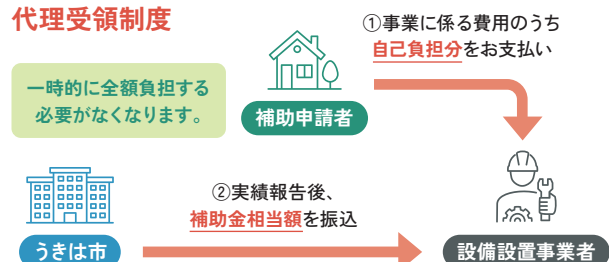 代理受領制度
一時的に全額負担する
必要がなくなります。
補助申請者
①事業に係る費用のうち
自己負担分をお支払い
うきは市
②実績報告後、
補助金相当額を振込
設備設置事業者